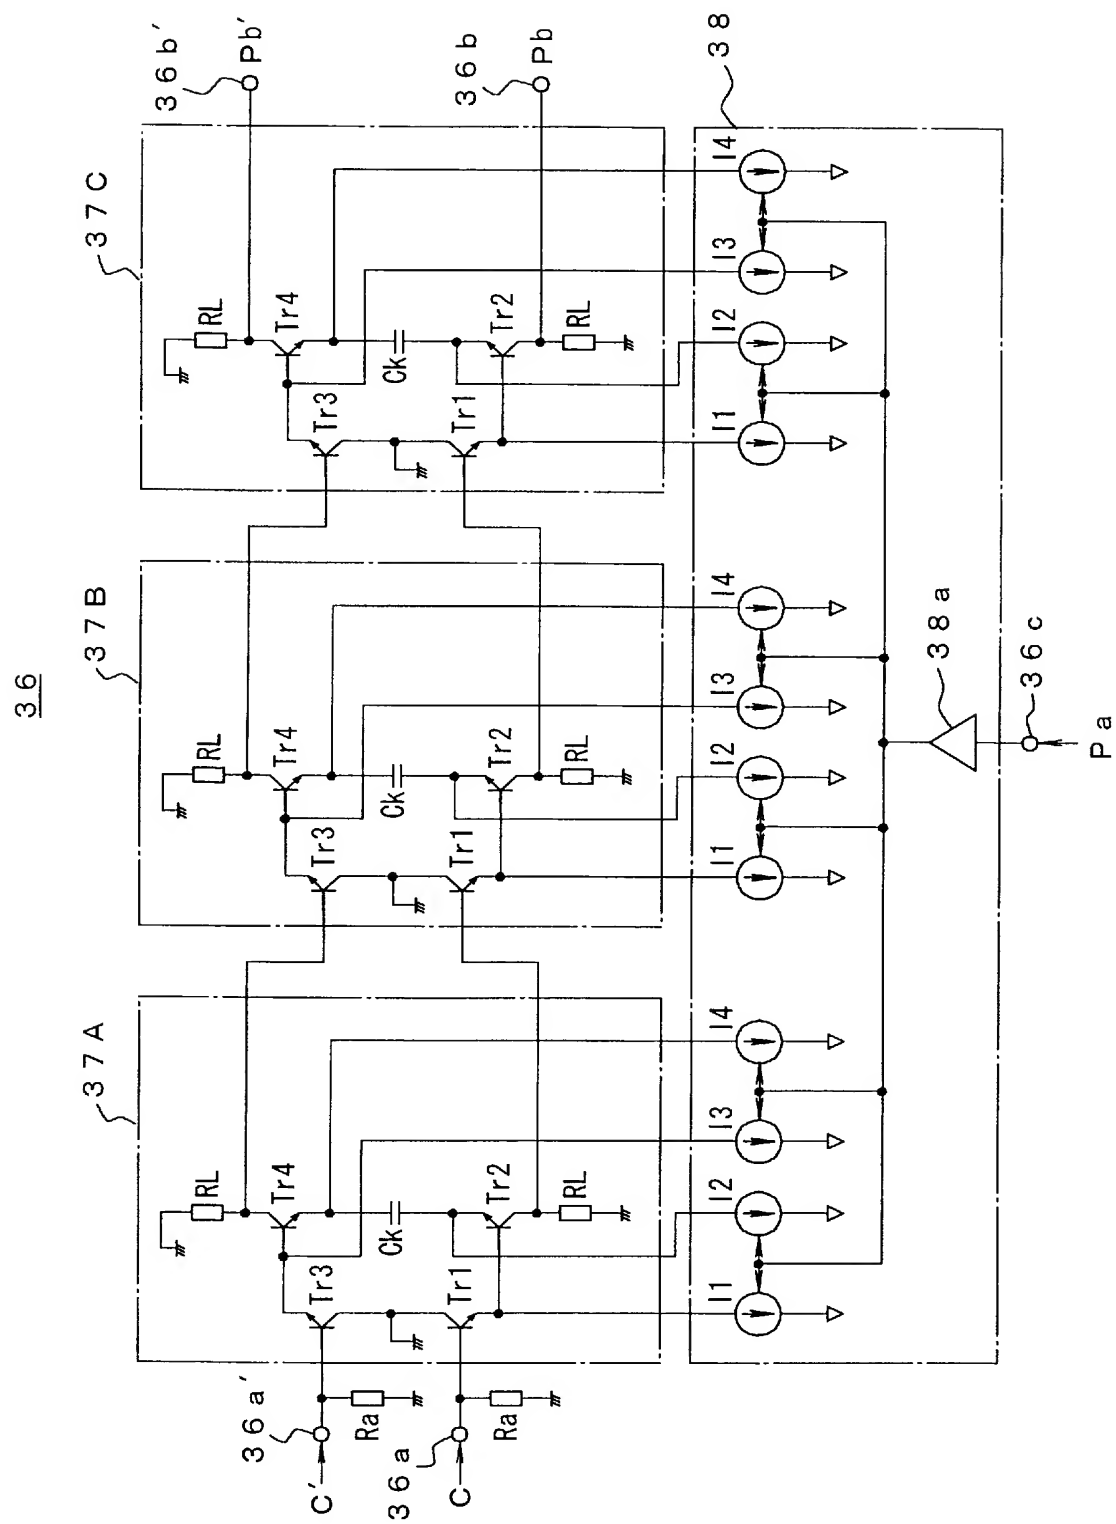 36
37A
37B
37C
36b'
Pb'
36b
Pb
RL
Tr4
Tr3
Ck
Tr1
Tr2
RL
RL
Tr4
Tr3
Ck
Tr1
Tr2
RL
RL
Tr4
Tr3
Ck
Tr1
Tr2
RL
36a'
C'
Ra
36a
C
Ra
38
I1
I2
I3
I4
I1
I2
I3
I4
I1
I2
I3
I4
38a
36c
Pa